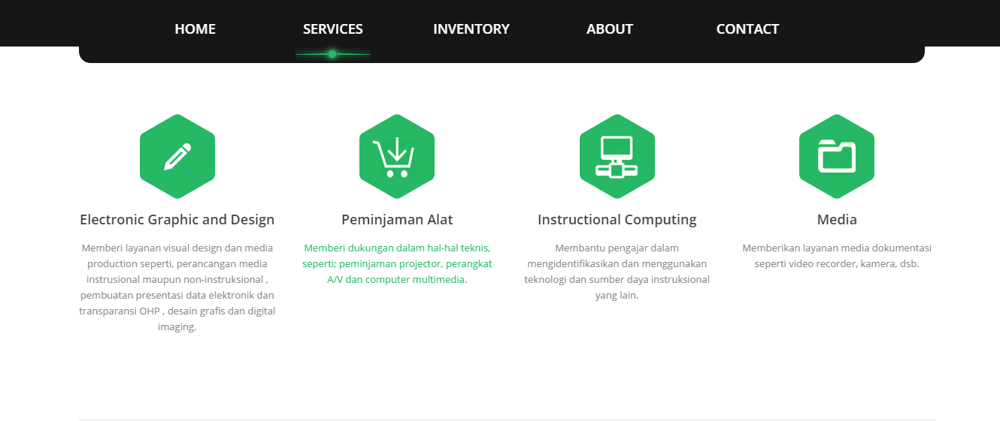 HOME SERVICES INVENTORY ABOUT CONTACT
Electronic Graphic and Design
Memberi layanan visual design dan media
production seperti, perancangan media
instrusional maupun non-instruksional ,
pembuatan presentasi data elektronik dan
transparansi OHP , desain grafis dan digital
imaging.
Peminjaman Alat
Memberi dukungan dalam hal-hal teknis,
seperti; peminjaman projector, perangkat
A/V dan computer multimedia.
Instructional Computing
Membantu pengajar dalam
mengidentifikasikan dan menggunakan
teknologi dan sumber daya instruksional
yang lain.
Media
Memberikan layanan media dokumentasi
seperti video recorder, kamera, dsb.